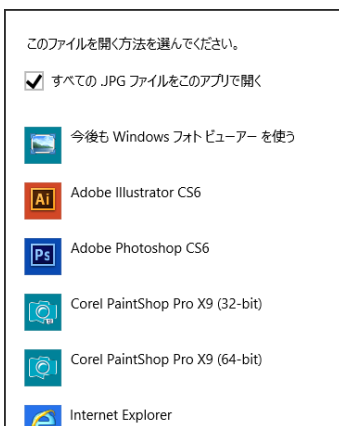 このファイルを開く方法を選んでください。
すべての .JPG ファイルをこのアプリで開く
今後も Windows フォト ビューアー を使う
Ai
Adobe Illustrator CS6
Ps
Adobe Photoshop CS6
Corel PaintShop Pro X9 (32-bit)
Corel PaintShop Pro X9 (64-bit)
Internet Explorer